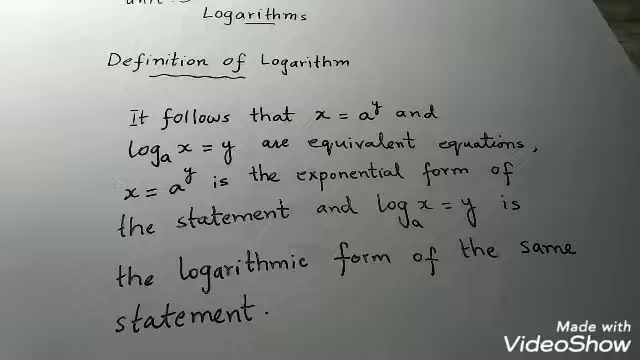 Logarithms
Definition of Logarithm
It follows that x = a^y and
log_a x = y are equivalent equations,
x = a^y is the exponential form of
the statement and log_a x = y is
the logarithmic form of the same
statement.
Made with
VideoShow